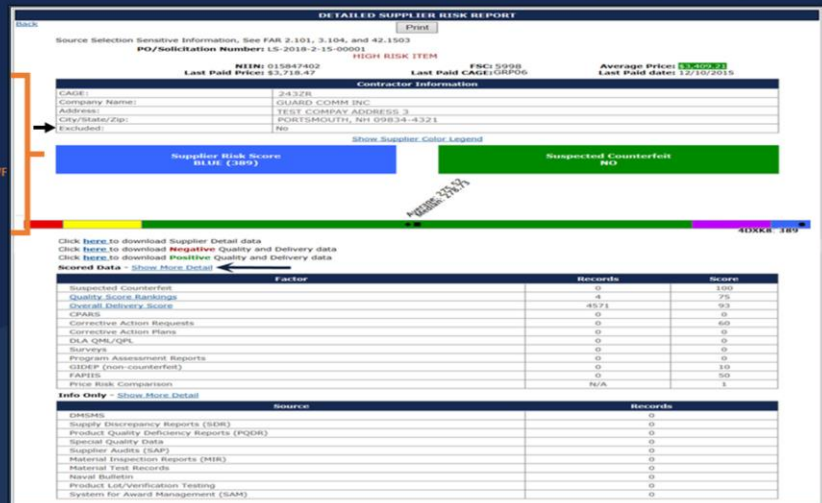 DETAILED SUPPLIER RISK REPORT
Back
Print
Source Selection Sensitive Information, See FAR 2.101, 3.104, and 42.1503
PO/Solicitation Number: LS-2018-2-15-00001
HIGH RISK ITEM
NIIN: 015847402 FSC: 5998 Average Price: $3,409.21
Last Paid Price: $3,718.47 Last Paid CAGE: GRP06 Last Paid date: 12/10/2015
Contractor Information
CAGE: 243ZR
Company Name: GUARD COMM INC
Address: TEST COMPAY ADDRESS 3
City/State/Zip: PORTSMOUTH, NH 09834-4321
Excluded: No
Show Supplier Color Legend
Supplier Risk Score
BLUE (389)
Suspected Counterfeit
NO
Average: 275.52
Median: 278.73
4DXK8: 389
Click here to download Supplier Detail data
Click here to download Negative Quality and Delivery data
Click here to download Positive Quality and Delivery data
Scored Data - Show More Detail
Factor Records Score
Suspected Counterfeit 0 100
Quality Score Rankings 4 75
Overall Delivery Score 4571 93
CPARS 0 0
Corrective Action Requests 0 60
Corrective Action Plans 0 0
DLA QML/QPL 0 0
Surveys 0 0
Program Assessment Reports 0 0
GIDEP (non-counterfeit) 0 10
FAPIIS 0 50
Price Risk Comparison N/A 1
Info Only - Show More Detail
Source Records
DMSMS 0
Supply Discrepancy Reports (SDR) 0
Product Quality Deficiency Reports (PQDR) 0
Special Quality Data 0
Supplier Audits (SAP) 0
Material Inspection Reports (MIR) 0
Material Test Records 0
Naval Bulletin 0
Product Lot/Verification Testing 0
System for Award Management (SAM) 0